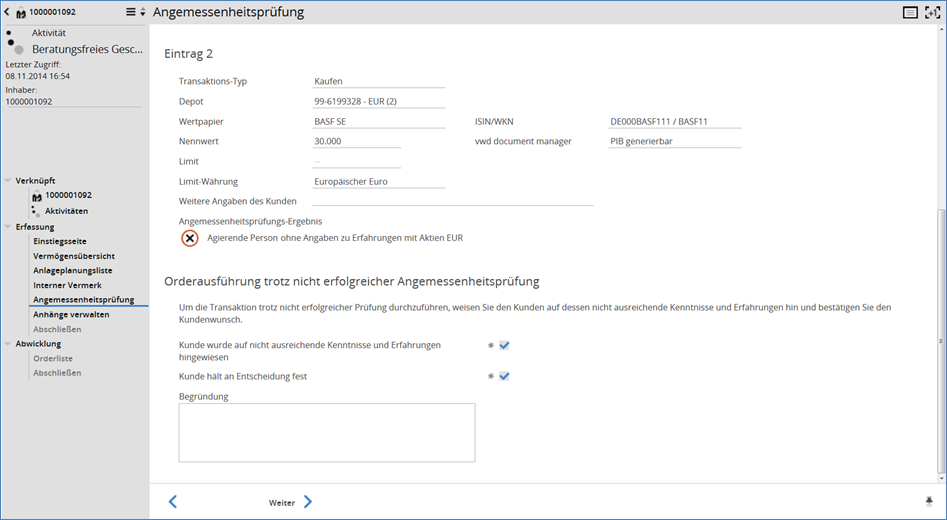 1000001092
Angemessenheitsprüfung
Aktivität
Beratungsfreies Gesc...
Letzter Zugriff:
08.11.2014 16:54
Inhaber:
1000001092
Verknüpft
1000001092
Aktivitäten
Erfassung
Einstiegsseite
Vermögensübersicht
Anlageplanungsliste
Interner Vermerk
Angemessenheitsprüfung
Anhänge verwalten
Abschließen
Abwicklung
Orderliste
Abschließen
Eintrag 2
Transaktions-Typ Kaufen
Depot 99-6199328 - EUR (2)
Wertpapier BASF SE ISIN/WKN DE000BASF111 / BASF11
Nennwert 30.000 vwd document manager PIB generierbar
Limit --
Limit-Währung Europäischer Euro
Weitere Angaben des Kunden
Angemessenheitsprüfungs-Ergebnis
Agierende Person ohne Angaben zu Erfahrungen mit Aktien EUR
Orderausführung trotz nicht erfolgreicher Angemessenheitsprüfung
Um die Transaktion trotz nicht erfolgreicher Prüfung durchzuführen, weisen Sie den Kunden auf dessen nicht ausreichende Kenntnisse und Erfahrungen hin und bestätigen Sie den
Kundenwunsch.
Kunde wurde auf nicht ausreichende Kenntnisse und Erfahrungen *
hingewiesen
Kunde hält an Entscheidung fest *
Begründung
Weiter